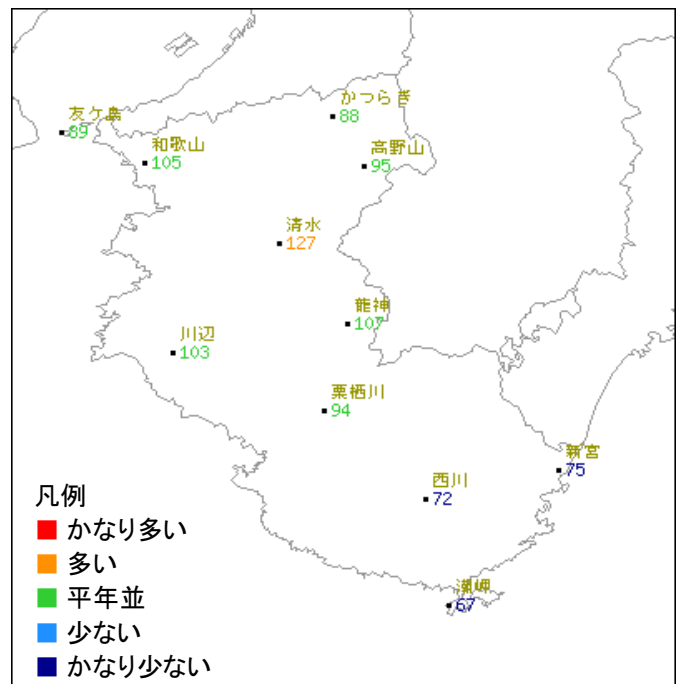 かつらぎ
88
友ケ島
89
和歌山
105
高野山
95
清水
127
龍神
107
川辺
103
栗栖川
94
新宮
75
西川
72
潮岬
67
凡例
かなり多い
多い
平年並
少ない
かなり少ない